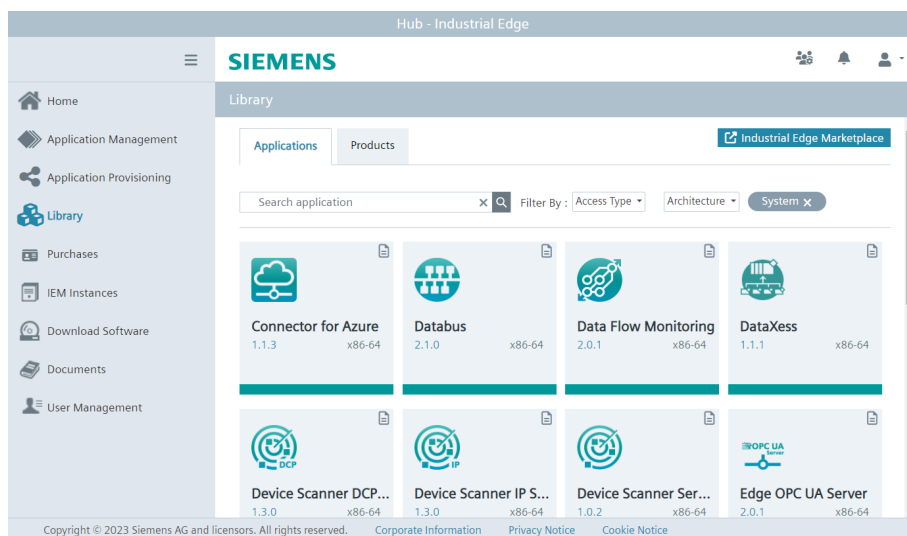 Hub - Industrial Edge
SIEMENS
Home
Application Management
Application Provisioning
Library
Purchases
IEM Instances
Download Software
Documents
User Management
Library
Applications Products Industrial Edge Marketplace
Search application Filter By : Access Type Architecture System
Connector for Azure
1.1.3 x86-64
Databus
2.1.0 x86-64
Data Flow Monitoring
2.0.1 x86-64
DataXess
1.1.1 x86-64
DCP
Device Scanner DCP...
1.3.0 x86-64
IP
Device Scanner IP S...
1.3.0 x86-64
Device Scanner Ser...
1.0.2 x86-64
OPC UA
Server
Edge OPC UA Server
2.0.1 x86-64
Copyright © 2023 Siemens AG and licensors. All rights reserved. Corporate Information Privacy Notice Cookie Notice